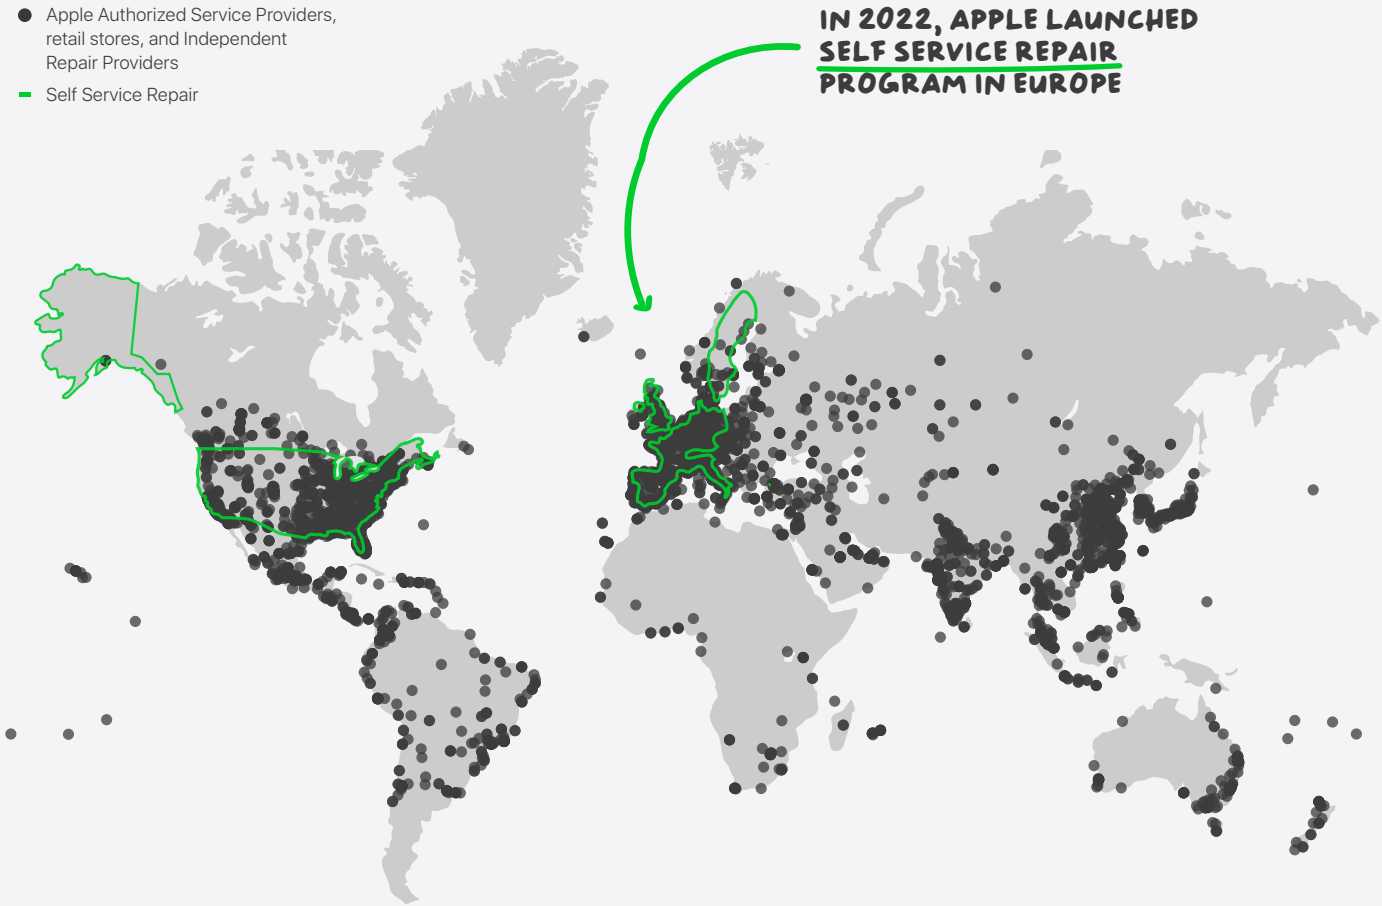 Apple Authorized Service Providers,
retail stores, and Independent
Repair Providers
Self Service Repair
IN 2022, APPLE LAUNCHED
SELF SERVICE REPAIR
PROGRAM IN EUROPE